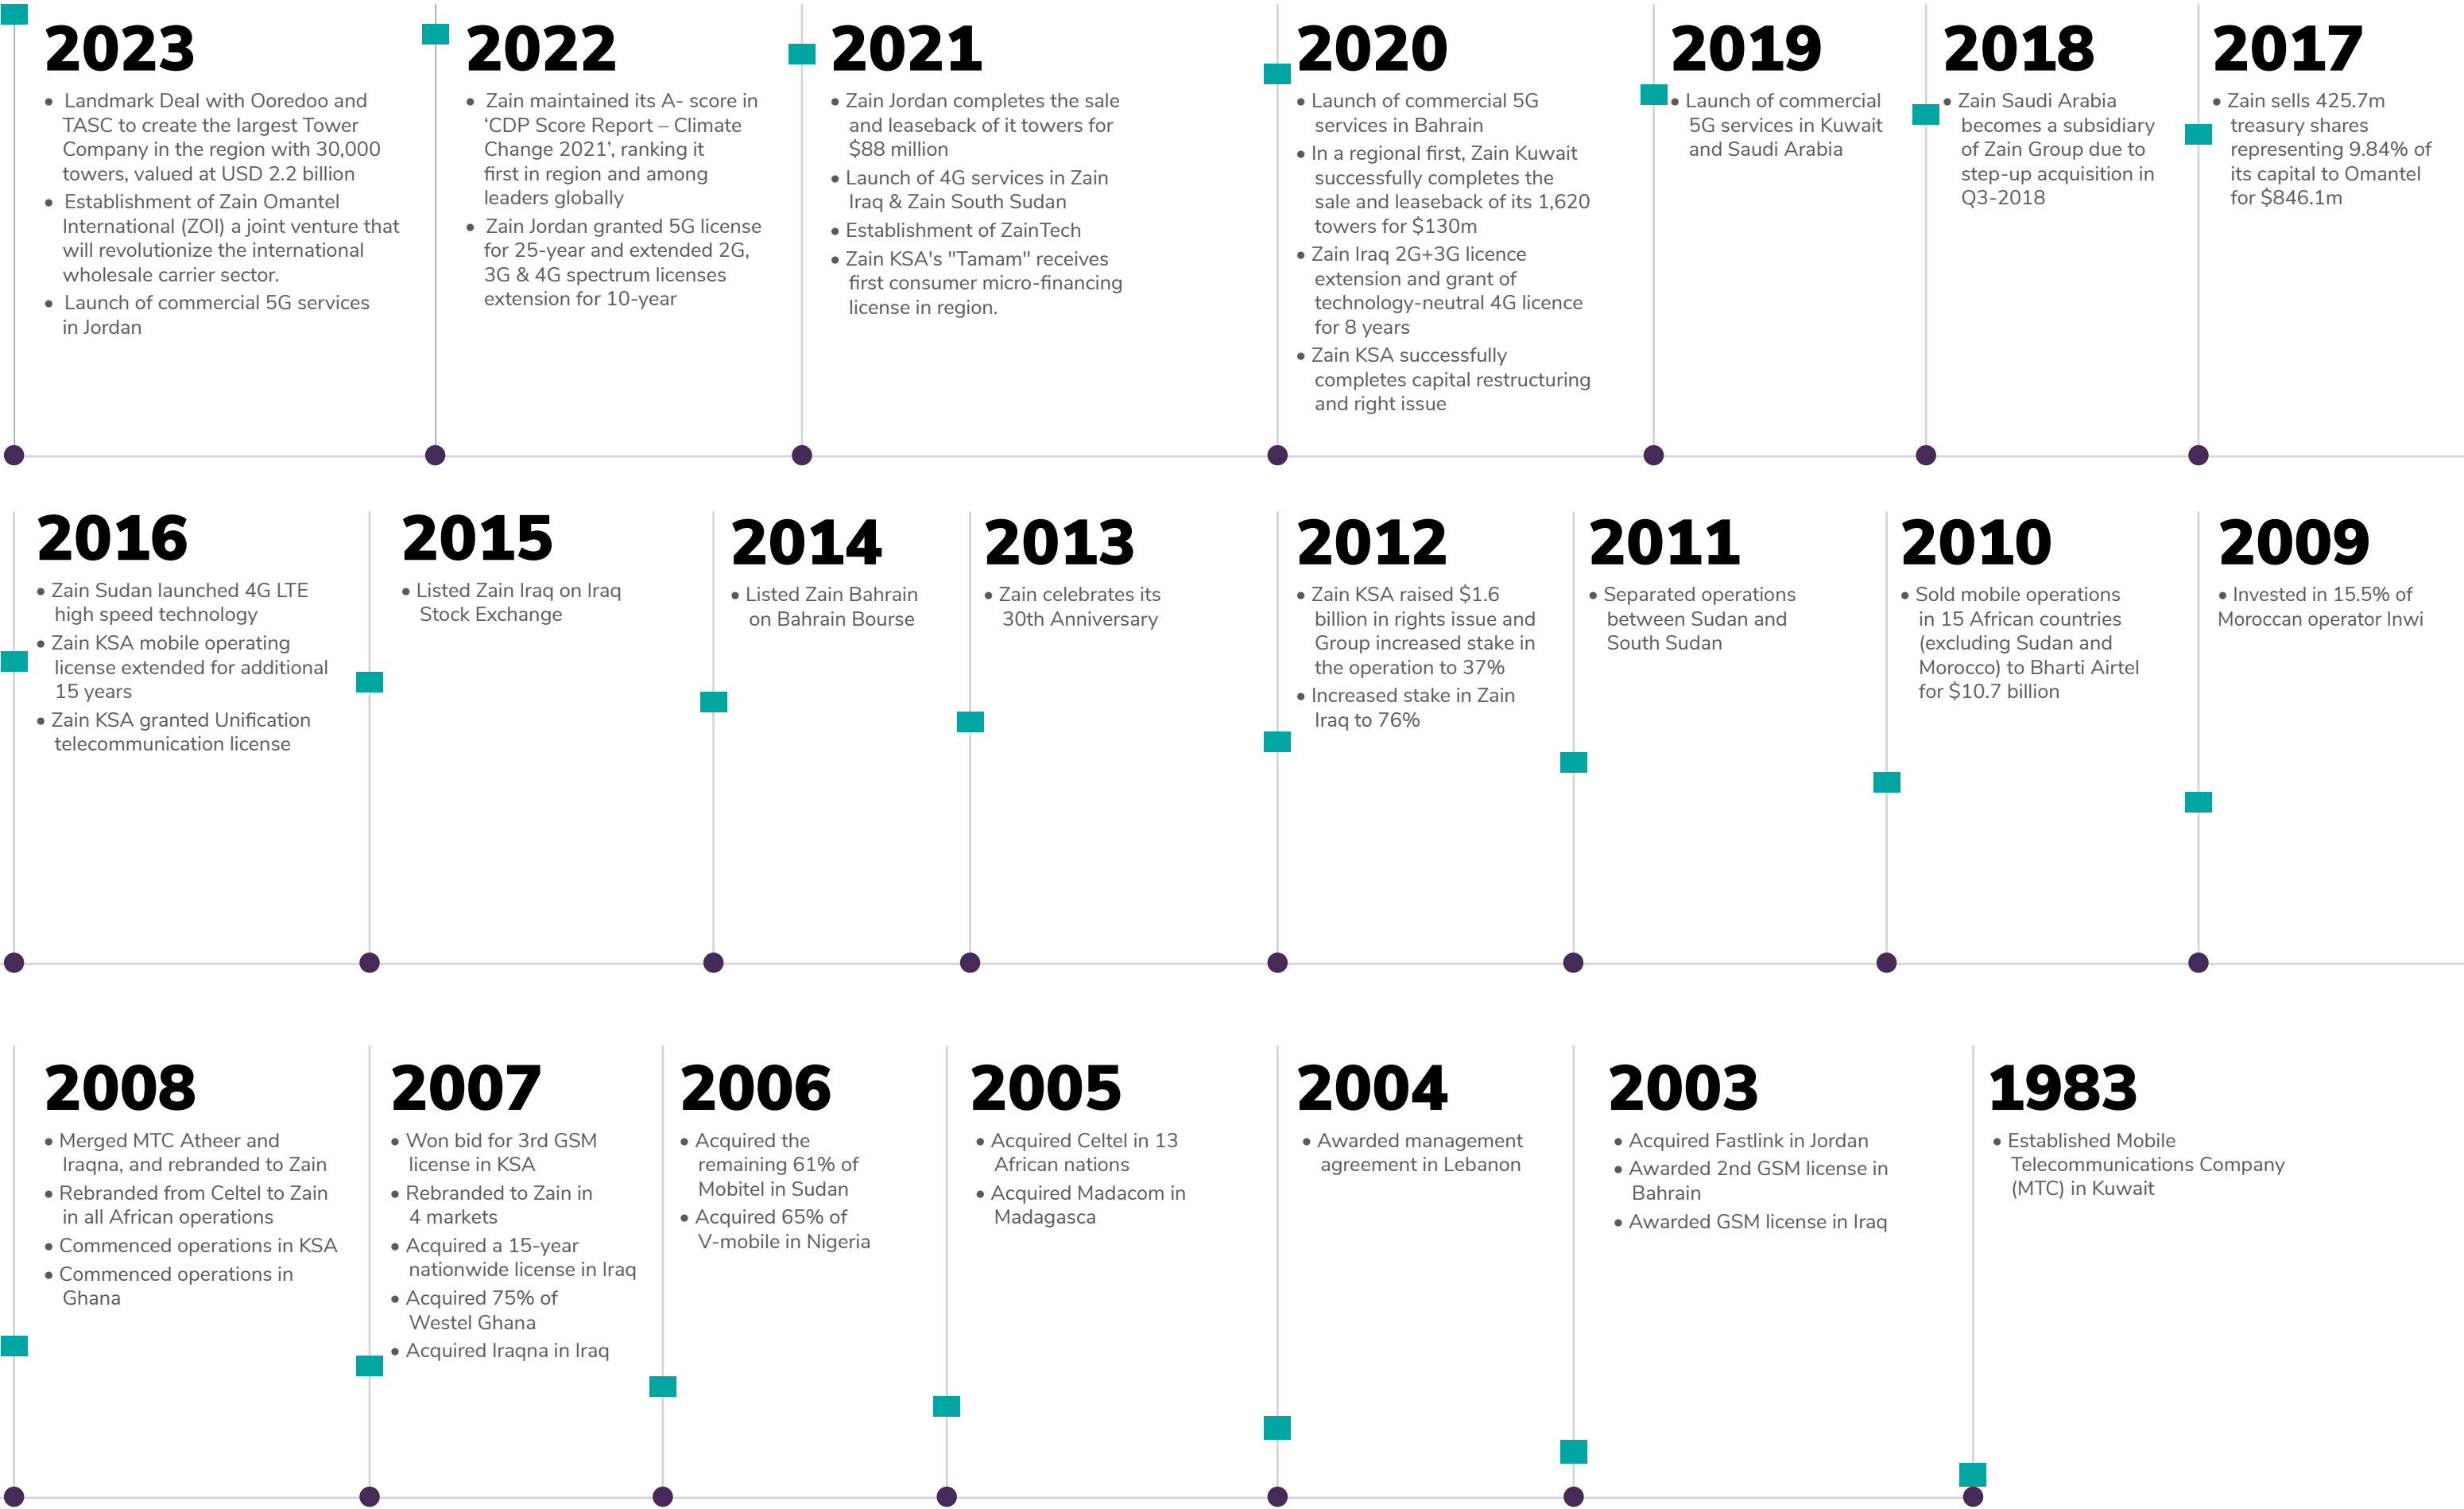 2023
• Landmark Deal with Ooredoo and
TASC to create the largest Tower
Company in the region with 30,000
towers, valued at USD 2.2 billion
• Establishment of Zain Omantel
International (ZOI) a joint venture that
will revolutionize the international
wholesale carrier sector.
• Launch of commercial 5G services
in Jordan
2022
• Zain maintained its A- score in
‘CDP Score Report – Climate
Change 2021’, ranking it
first in region and among
leaders globally
• Zain Jordan granted 5G license
for 25-year and extended 2G,
3G & 4G spectrum licenses
extension for 10-year
2021
• Zain Jordan completes the sale
and leaseback of it towers for
$88 million
• Launch of 4G services in Zain
Iraq & Zain South Sudan
• Establishment of ZainTech
• Zain KSA's "Tamam" receives
first consumer micro-financing
license in region.
2020
• Launch of commercial 5G
services in Bahrain
• In a regional first, Zain Kuwait
successfully completes the
sale and leaseback of its 1,620
towers for $130m
• Zain Iraq 2G+3G licence
extension and grant of
technology-neutral 4G licence
for 8 years
• Zain KSA successfully
completes capital restructuring
and right issue
2019
• Launch of commercial
5G services in Kuwait
and Saudi Arabia
2018
• Zain Saudi Arabia
becomes a subsidiary
of Zain Group due to
step-up acquisition in
Q3-2018
2017
• Zain sells 425.7m
treasury shares
representing 9.84% of
its capital to Omantel
for $846.1m
2016
• Zain Sudan launched 4G LTE
high speed technology
• Zain KSA mobile operating
license extended for additional
15 years
• Zain KSA granted Unification
telecommunication license
2015
• Listed Zain Iraq on Iraq
Stock Exchange
2014
• Listed Zain Bahrain
on Bahrain Bourse
2013
• Zain celebrates its
30th Anniversary
2012
• Zain KSA raised $1.6
billion in rights issue and
Group increased stake in
the operation to 37%
• Increased stake in Zain
Iraq to 76%
2011
• Separated operations
between Sudan and
South Sudan
2010
• Sold mobile operations
in 15 African countries
(excluding Sudan and
Morocco) to Bharti Airtel
for $10.7 billion
2009
• Invested in 15.5% of
Moroccan operator Inwi
2008
• Merged MTC Atheer and
Iraqna, and rebranded to Zain
• Rebranded from Celtel to Zain
in all African operations
• Commenced operations in KSA
• Commenced operations in
Ghana
2007
• Won bid for 3rd GSM
license in KSA
• Rebranded to Zain in
4 markets
• Acquired a 15-year
nationwide license in Iraq
• Acquired 75% of
Westel Ghana
• Acquired Iraqna in Iraq
2006
• Acquired the
remaining 61% of
Mobitel in Sudan
• Acquired 65% of
V-mobile in Nigeria
2005
• Acquired Celtel in 13
African nations
• Acquired Madacom in
Madagasca
2004
• Awarded management
agreement in Lebanon
2003
• Acquired Fastlink in Jordan
• Awarded 2nd GSM license in
Bahrain
• Awarded GSM license in Iraq
1983
• Established Mobile
Telecommunications Company
(MTC) in Kuwait